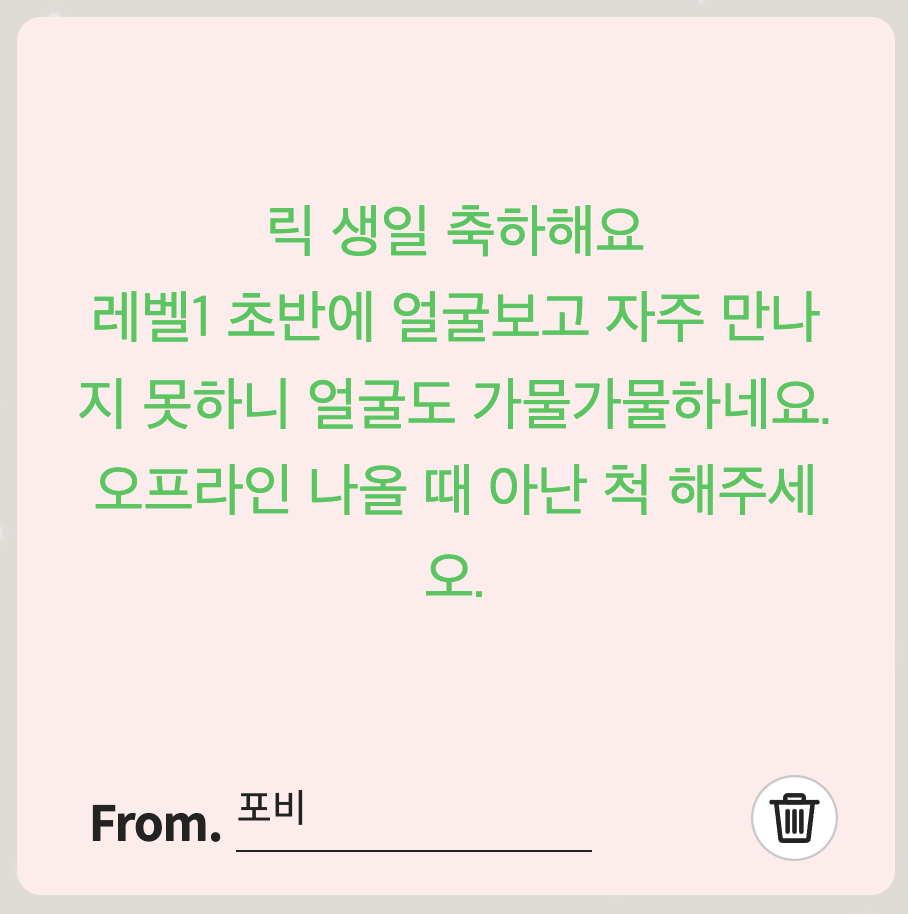 릭 생일 축하해요
레벨1 초반에 얼굴보고 자주 만나
지 못하니 얼굴도 가물가물하네요.
오프라인 나올 때 아난 척 해주세
오.
From. 포비